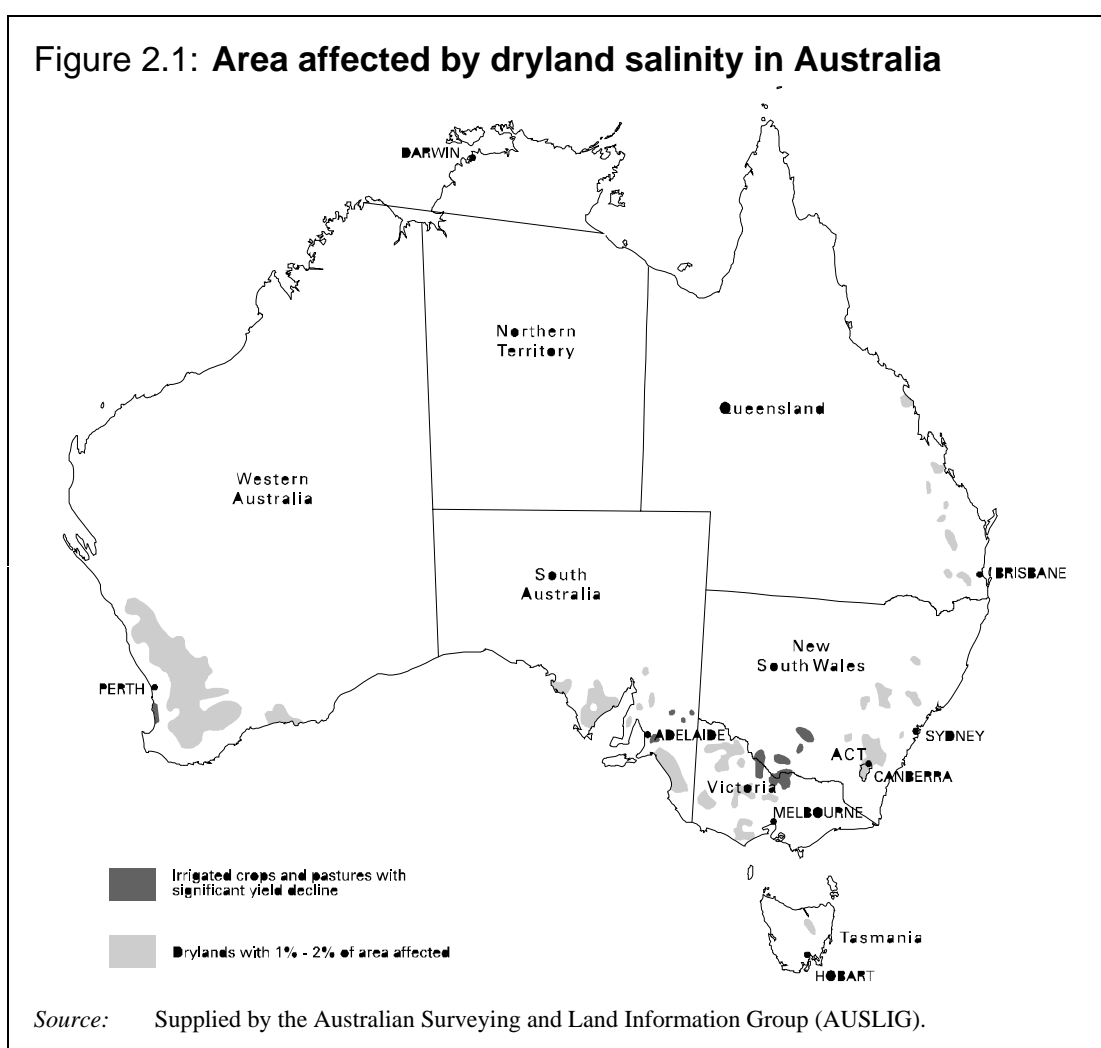 Figure 2.1: Area affected by dryland salinity in Australia
DARWIN
Northern
Territory
Queensland
Western
Australia
South
Australia
BRISBANE
New
South Wales
PERTH
ADELAIDE
SYDNEY
ACT
CANBERRA
Victoria
MELBOURNE
Irrigated crops and pastures with
significant yield decline
Tasmania
Drylands with 1% - 2% of area affected
HOBART
Source: Supplied by the Australian Surveying and Land Information Group (AUSLIG).